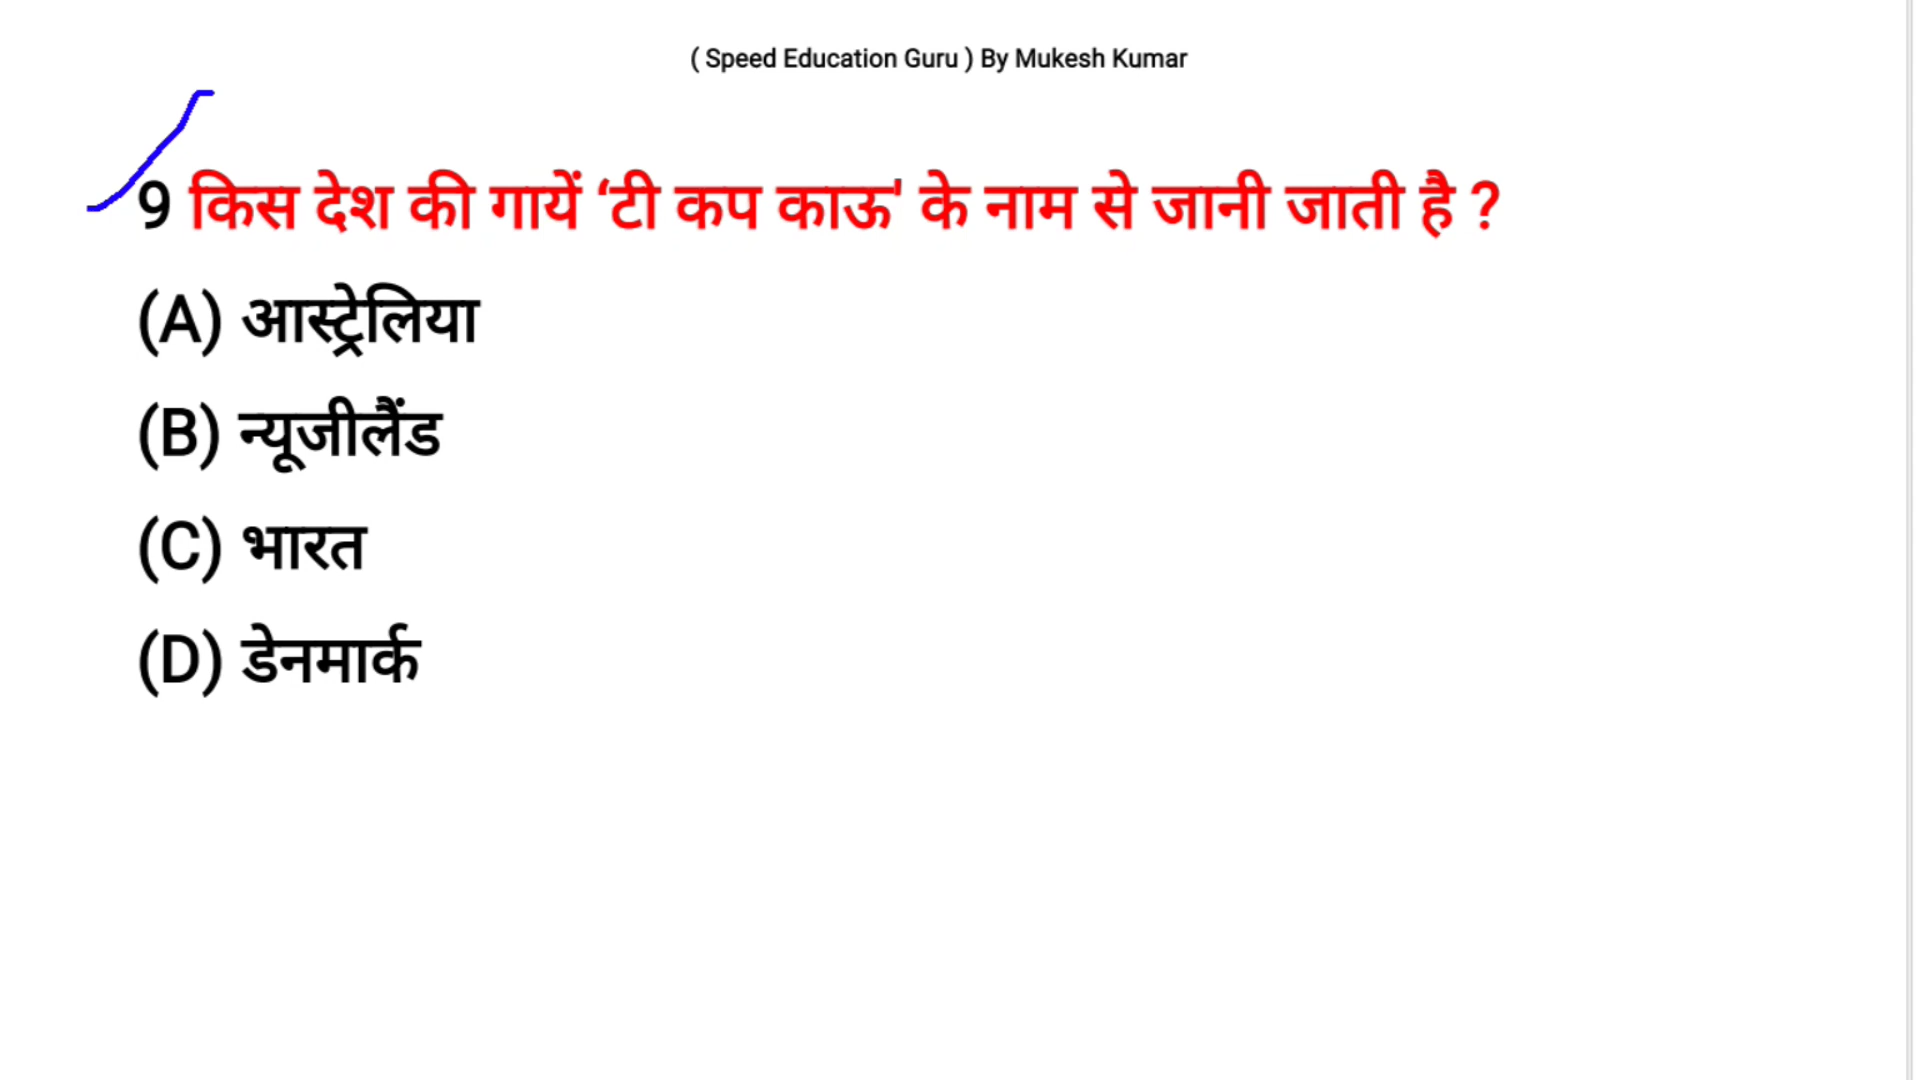 ( Speed Education Guru ) By Mukesh Kumar
9 किस देश की गायें ‘टी कप काऊ' के नाम से जानी जाती है ?
(A) आस्ट्रेलिया
(B) न्यूजीलैंड
(C) भारत
(D) डेनमार्क